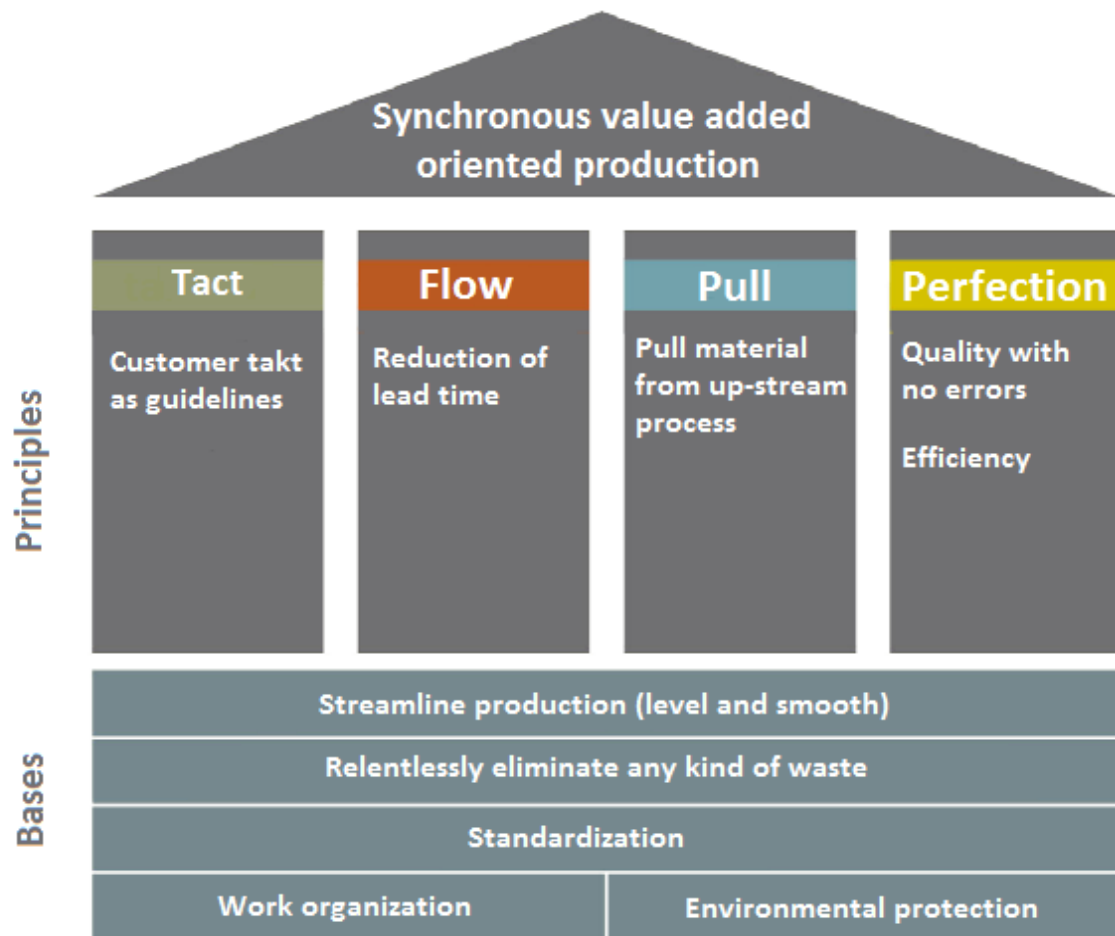 Synchronous value added
oriented production
Principles
Tact
Customer takt
as guidelines
Flow
Reduction of
lead time
Pull
Pull material
from up-stream
process
Perfection
Quality with
no errors
Efficiency
Bases
Streamline production (level and smooth)
Relentlessly eliminate any kind of waste
Standardization
Work organization
Environmental protection